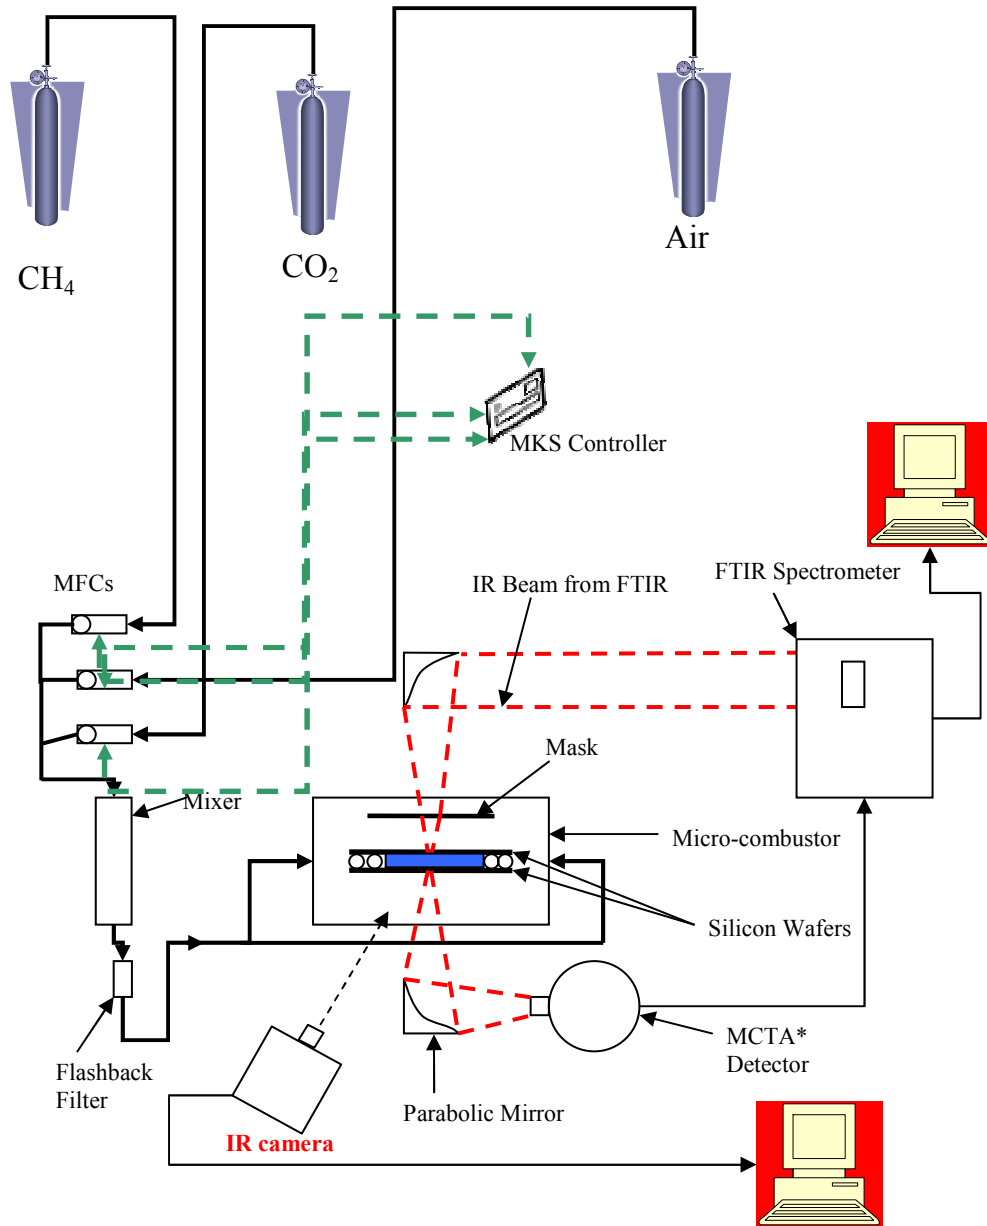 CH₄
CO₂
Air
MKS Controller
MFCs
IR Beam from FTIR
FTIR Spectrometer
Mask
Mixer
Micro-combustor
Silicon Wafers
MCTA*
Detector
Flashback
Filter
Parabolic Mirror
IR camera